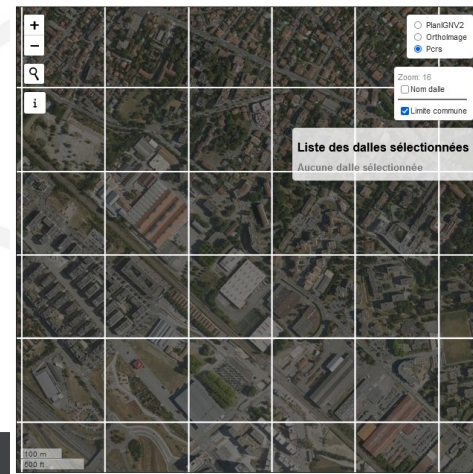 +
−
i
PlanIGNV2
OrthoImage
Pcrs
Zoom: 16
Nom dalle
Limite commune
Liste des dalles sélectionnées
Aucune dalle sélectionnée
100 m
500 ft